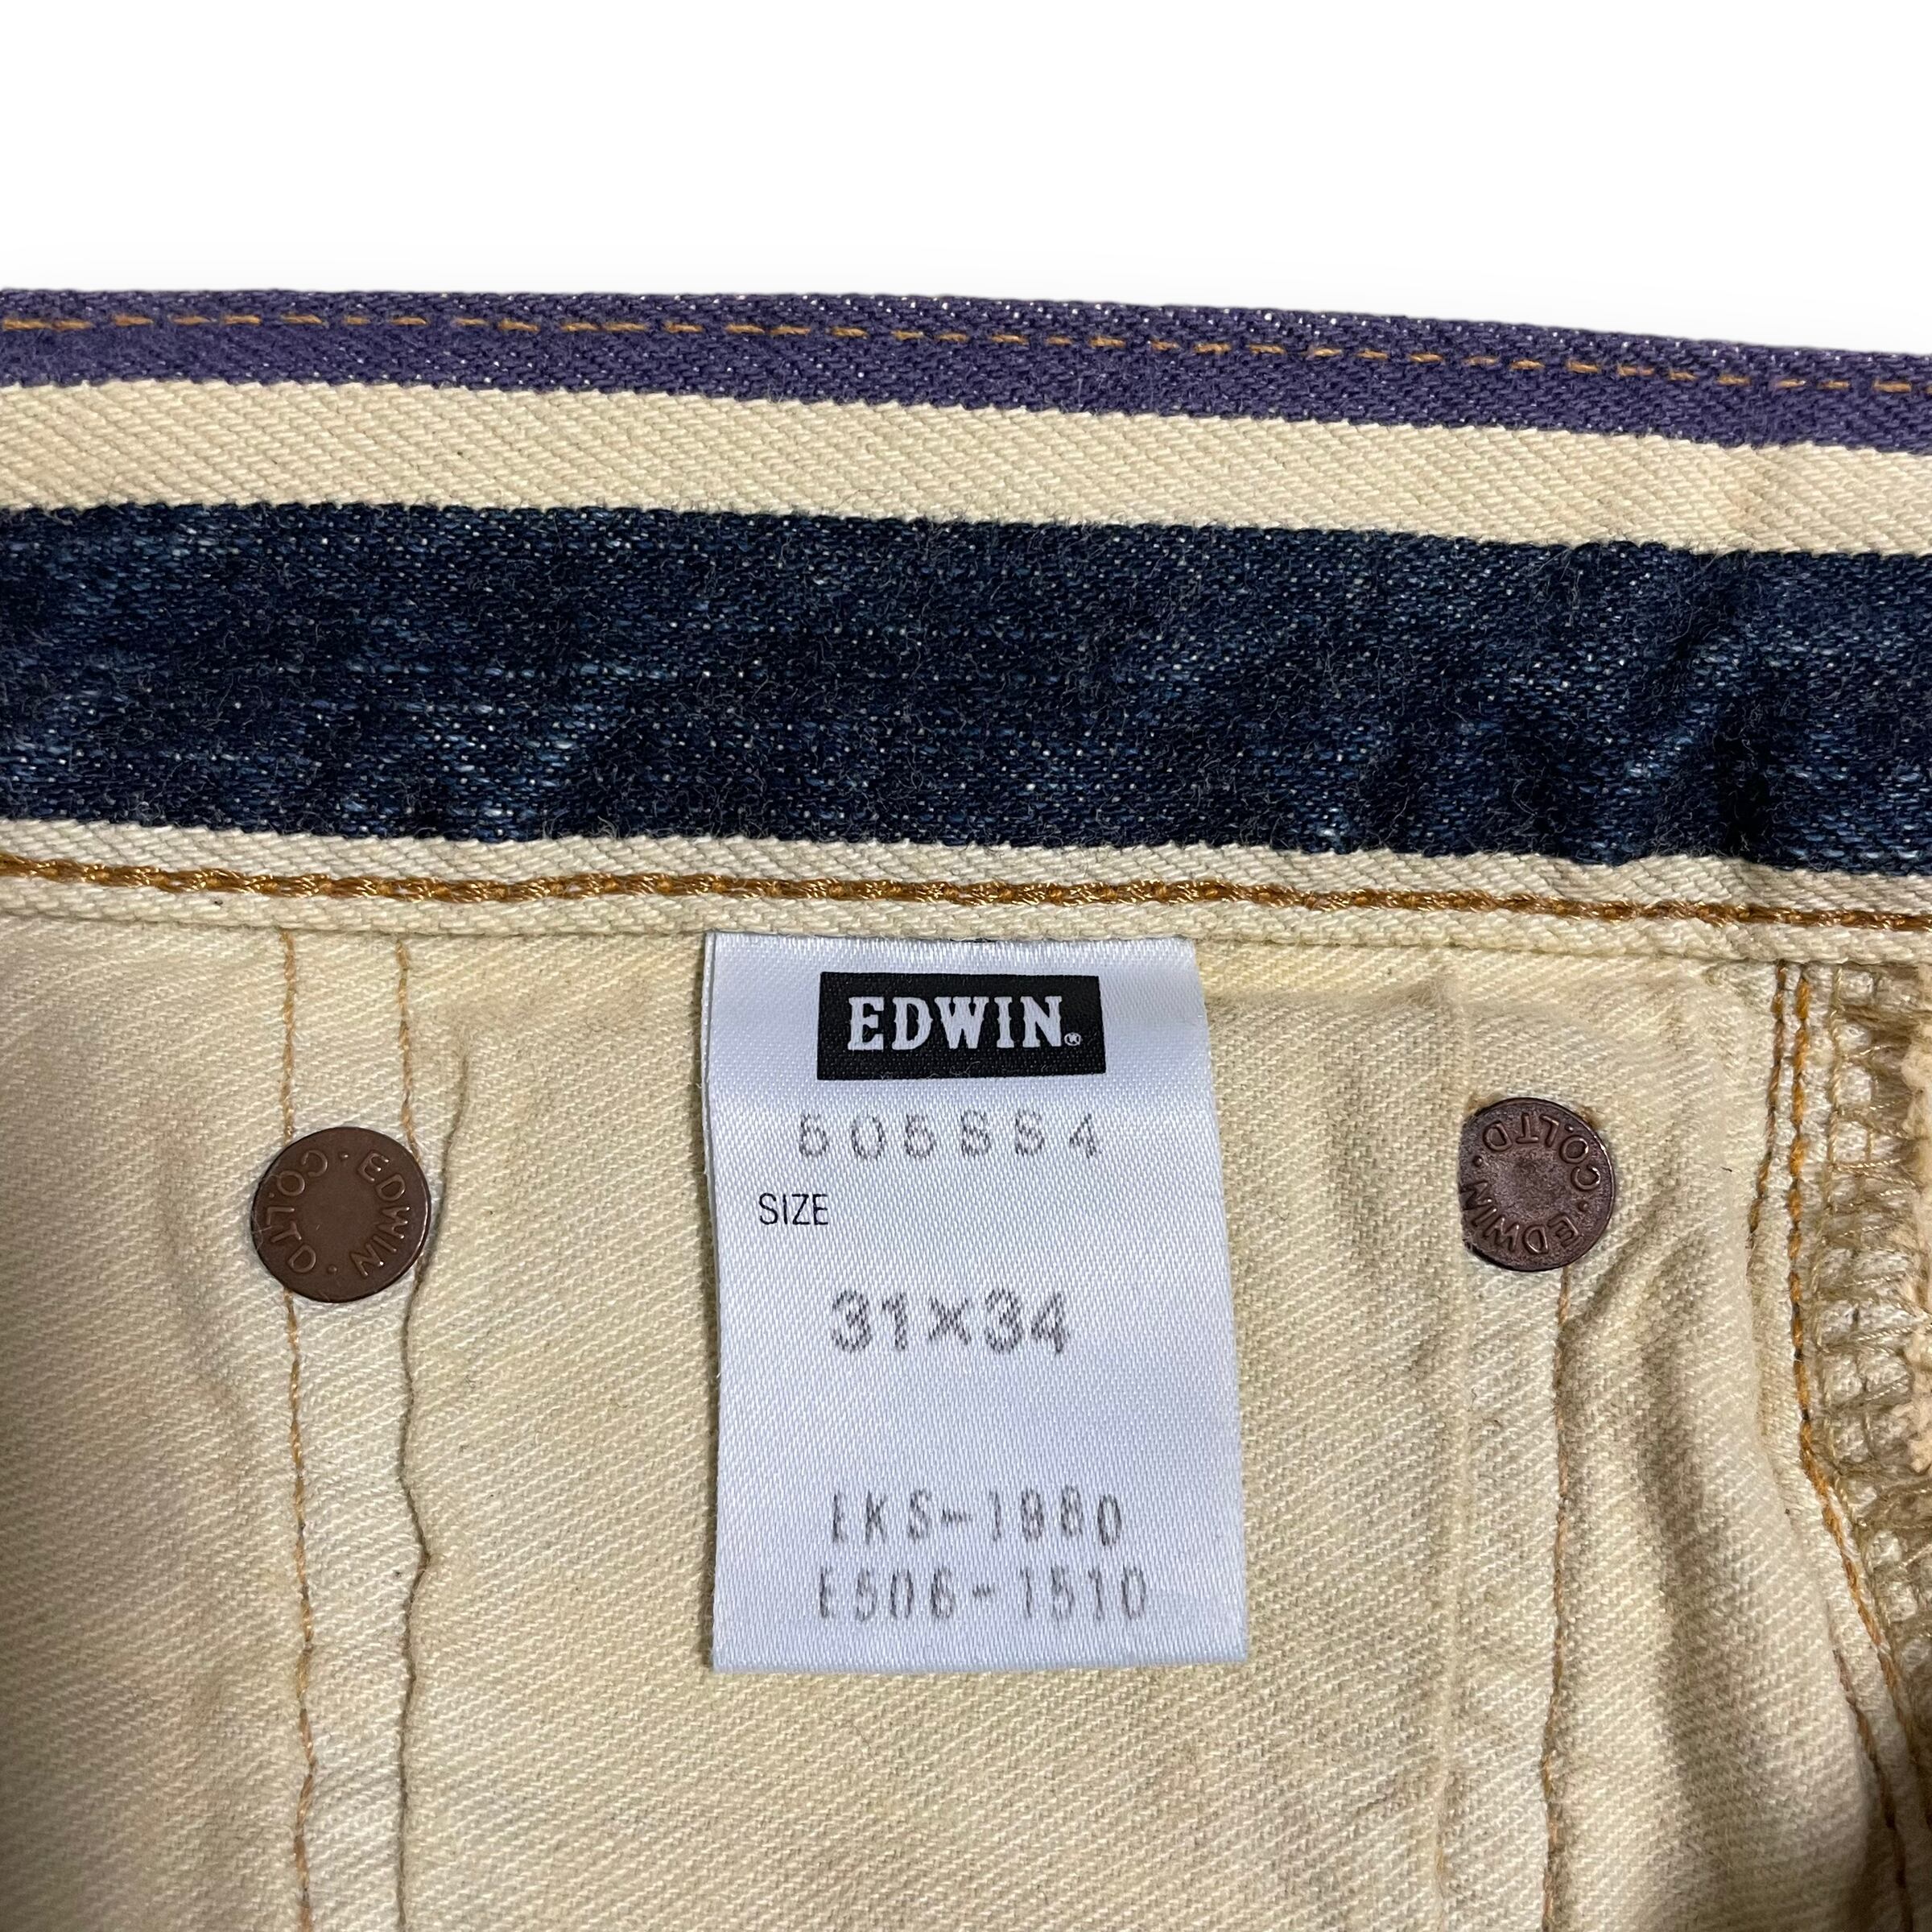 EDWIN®
505SS4
SIZE
31×34
EKS-1980
E506-1510
EDWIN · CO.LTD ·
EDWIN · CO.LTD ·